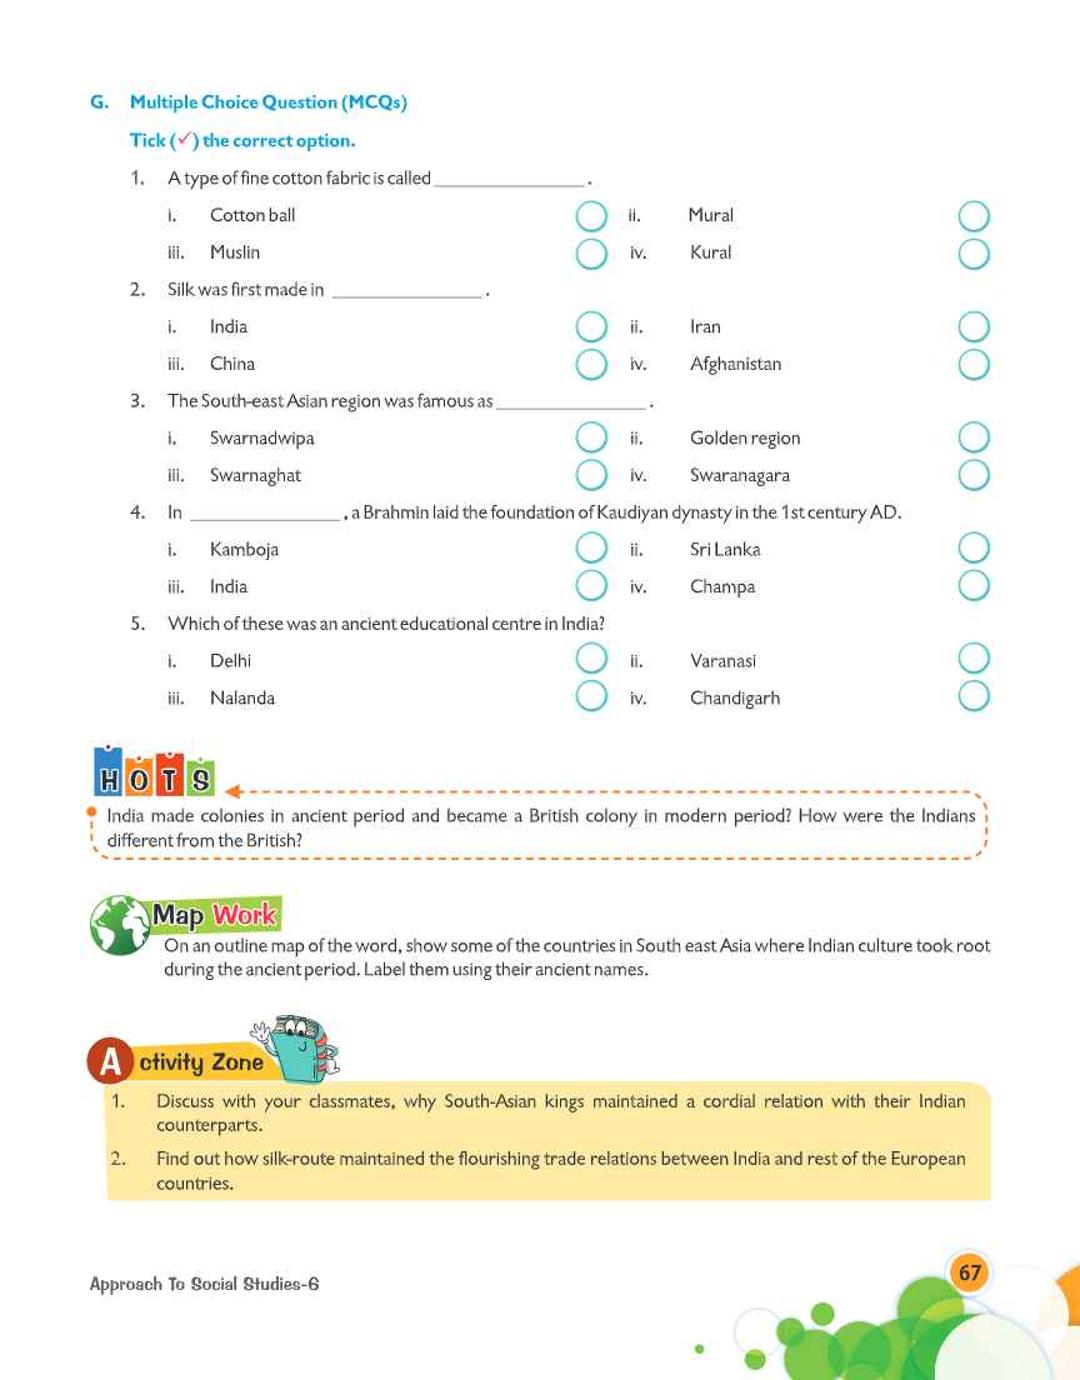 G. Multiple Choice Question (MCQs)
Tick (✓) the correct option.
1. A type of fine cotton fabric is called _______________ .
i. Cotton ball ii. Mural
iii. Muslin iv. Kural
2. Silk was first made in _______________ .
i. India ii. Iran
iii. China iv. Afghanistan
3. The South-east Asian region was famous as _______________ .
i. Swarnadwipa ii. Golden region
iii. Swarnaghat iv. Swaranagara
4. In _______________ , a Brahmin laid the foundation of Kaudiyan dynasty in the 1st century AD.
i. Kamboja ii. Sri Lanka
iii. India iv. Champa
5. Which of these was an ancient educational centre in India?
i. Delhi ii. Varanasi
iii. Nalanda iv. Chandigarh
HOTS
India made colonies in ancient period and became a British colony in modern period? How were the Indians
different from the British?
Map Work
On an outline map of the word, show some of the countries in South east Asia where Indian culture took root
during the ancient period. Label them using their ancient names.
Activity Zone
1. Discuss with your classmates, why South-Asian kings maintained a cordial relation with their Indian
counterparts.
2. Find out how silk-route maintained the flourishing trade relations between India and rest of the European
countries.
Approach To Social Studies-6
67